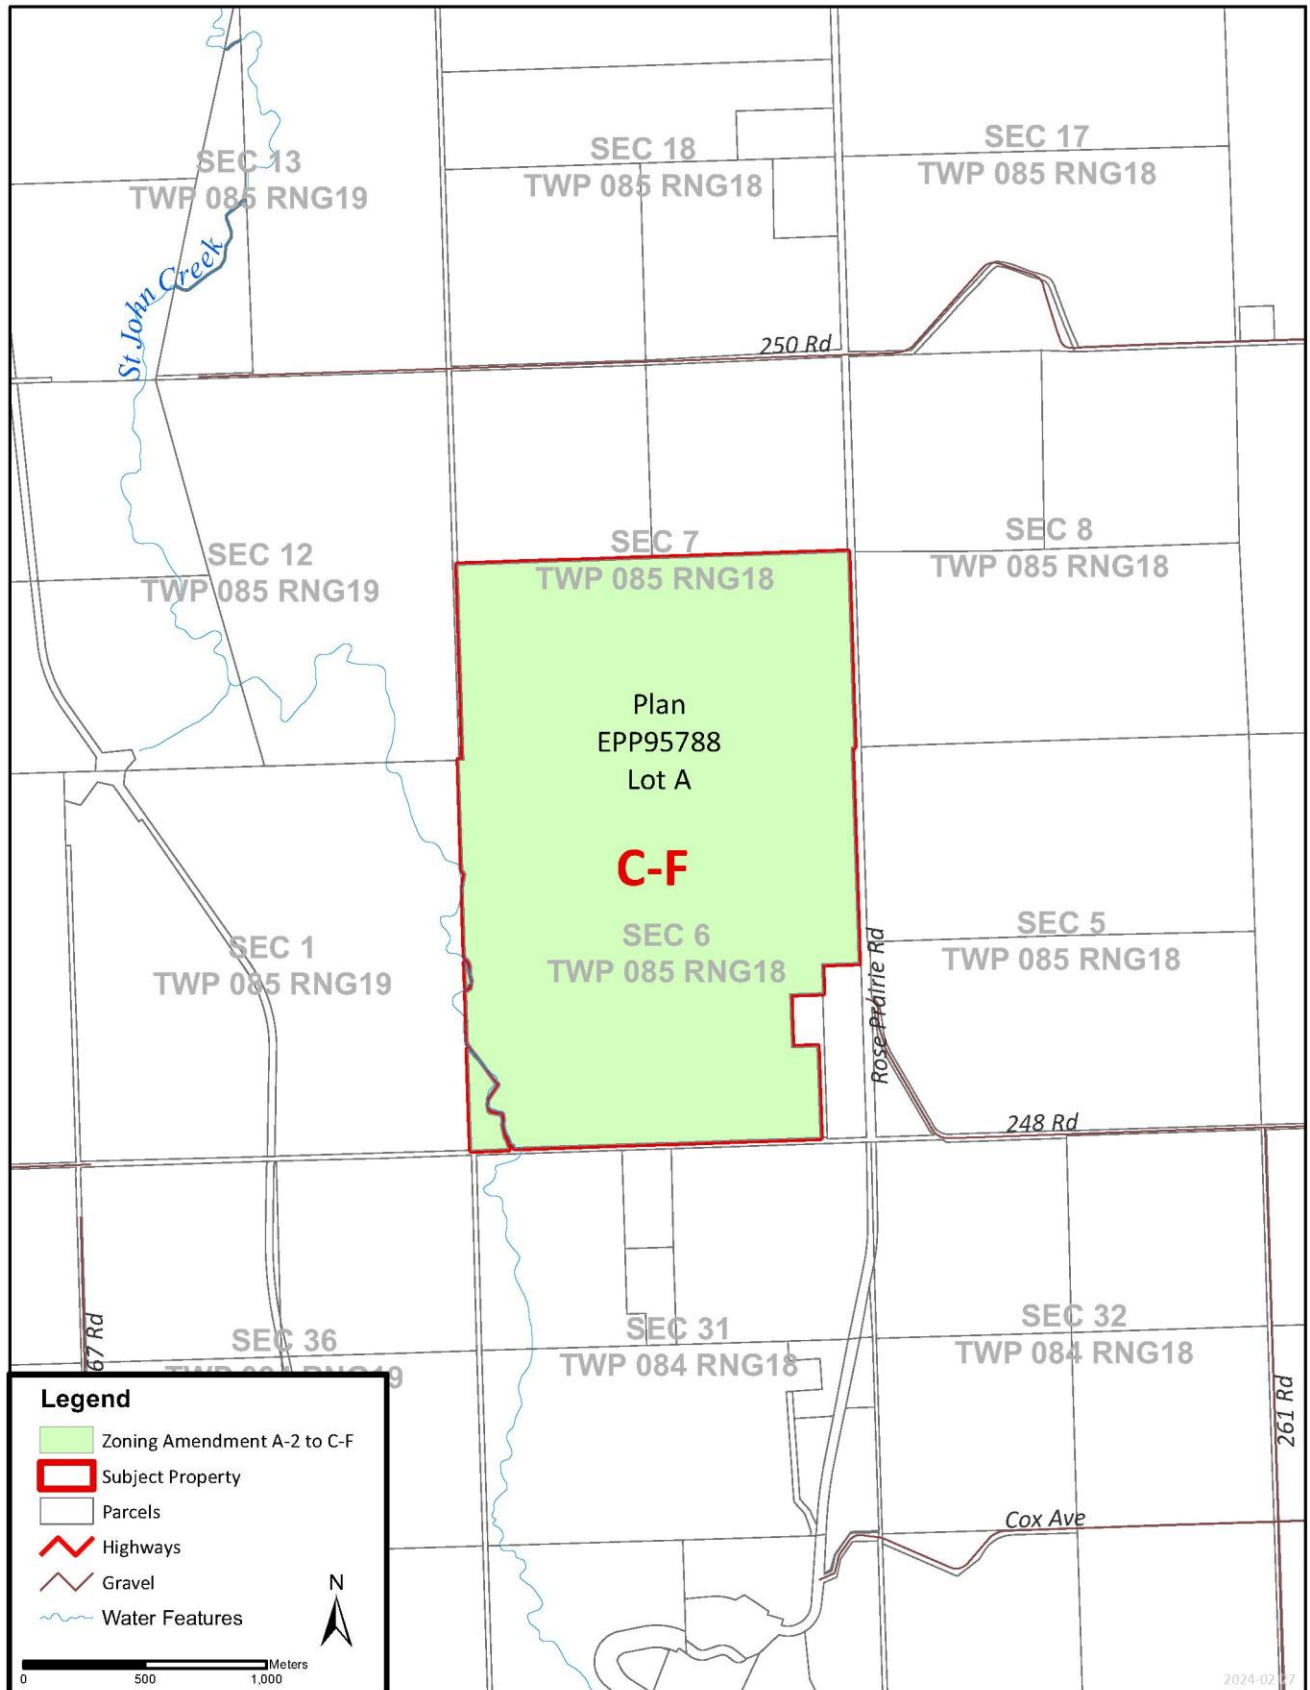 SEC 13
TWP 085 RNG19
SEC 18
TWP 085 RNG18
SEC 17
TWP 085 RNG18
St John Creek
250 Rd
SEC 12
TWP 085 RNG19
SEC 7
TWP 085 RNG18
SEC 8
TWP 085 RNG18
Plan
EPP95788
Lot A
C-F
SEC 1
TWP 085 RNG19
SEC 6
TWP 085 RNG18
SEC 5
TWP 085 RNG18
Rose Prairie Rd
248 Rd
67 Rd
SEC 36
SEC 31
TWP 084 RNG18
SEC 32
TWP 084 RNG18
261 Rd
Cox Ave
Legend
Zoning Amendment A-2 to C-F
Subject Property
Parcels
Highways
Gravel
Water Features
N
Meters
0 500 1,000